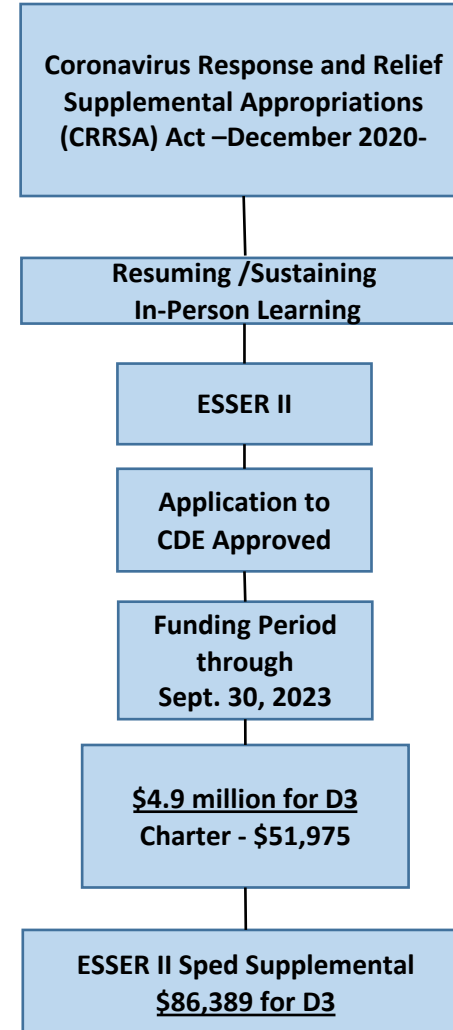 Coronavirus Response and Relief
Supplemental Appropriations
(CRRSA) Act –December 2020-
Resuming /Sustaining
In-Person Learning
ESSER II
Application to
CDE Approved
Funding Period
through
Sept. 30, 2023
$4.9 million for D3
Charter - $51,975
ESSER II Sped Supplemental
$86,389 for D3